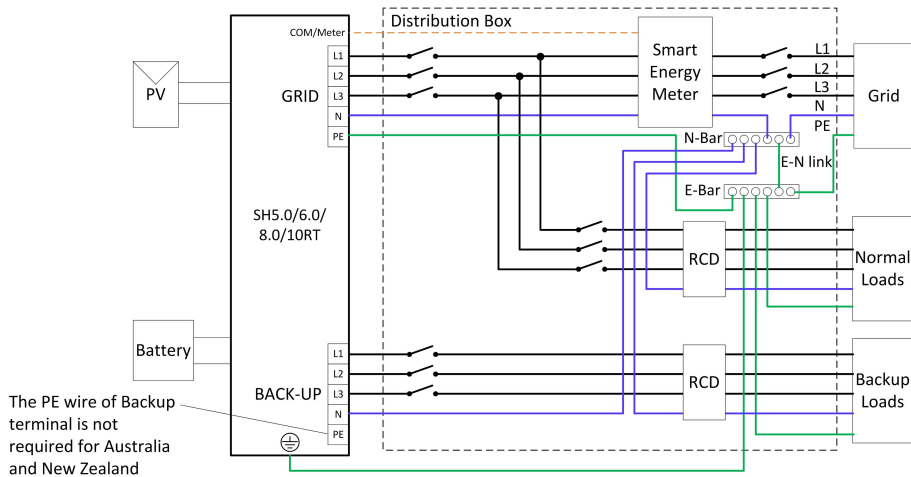 Distribution Box
COM/Meter
L1
L2
L3
N
PE
GRID
PV
Smart
Energy
Meter
L1
L2
L3
N
PE
Grid
N-Bar
E-N link
E-Bar
SH5.0/6.0/
8.0/10RT
RCD
Normal
Loads
Battery
L1
L2
L3
N
PE
BACK-UP
RCD
Backup
Loads
The PE wire of Backup
terminal is not
required for Australia
and New Zealand